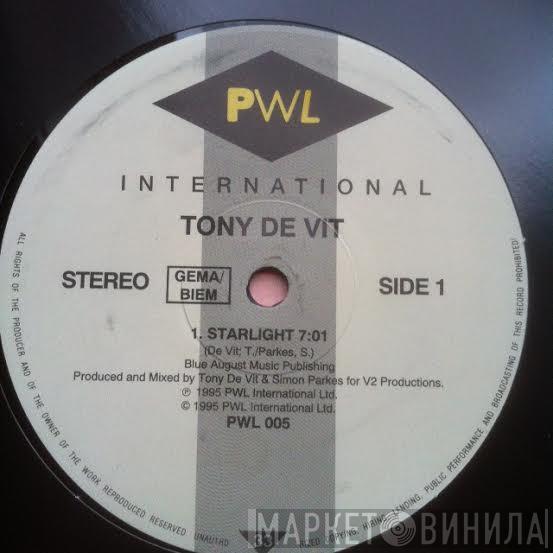 PWL
INTERNATIONAL
TONY DE VIT
STEREO
GEMA/
BIEM
SIDE 1
1. STARLIGHT 7:01
(De Vit; T./Parkes, S.)
Blue August Music Publishing
Produced and Mixed by Tony De Vit & Simon Parkes for V2 Productions.
℗ 1995 PWL International Ltd.
© 1995 PWL International Ltd.
PWL 005
33
ALL RIGHTS OF THE PRODUCER AND OF THE OWNER OF THE WORK REPRODUCED RESERVED COPYING, PUBLIC PERFORMANCE AND BROADCASTING OF THIS RECORD PROHIBITED!
МАРКЕТ ВИНИЛА